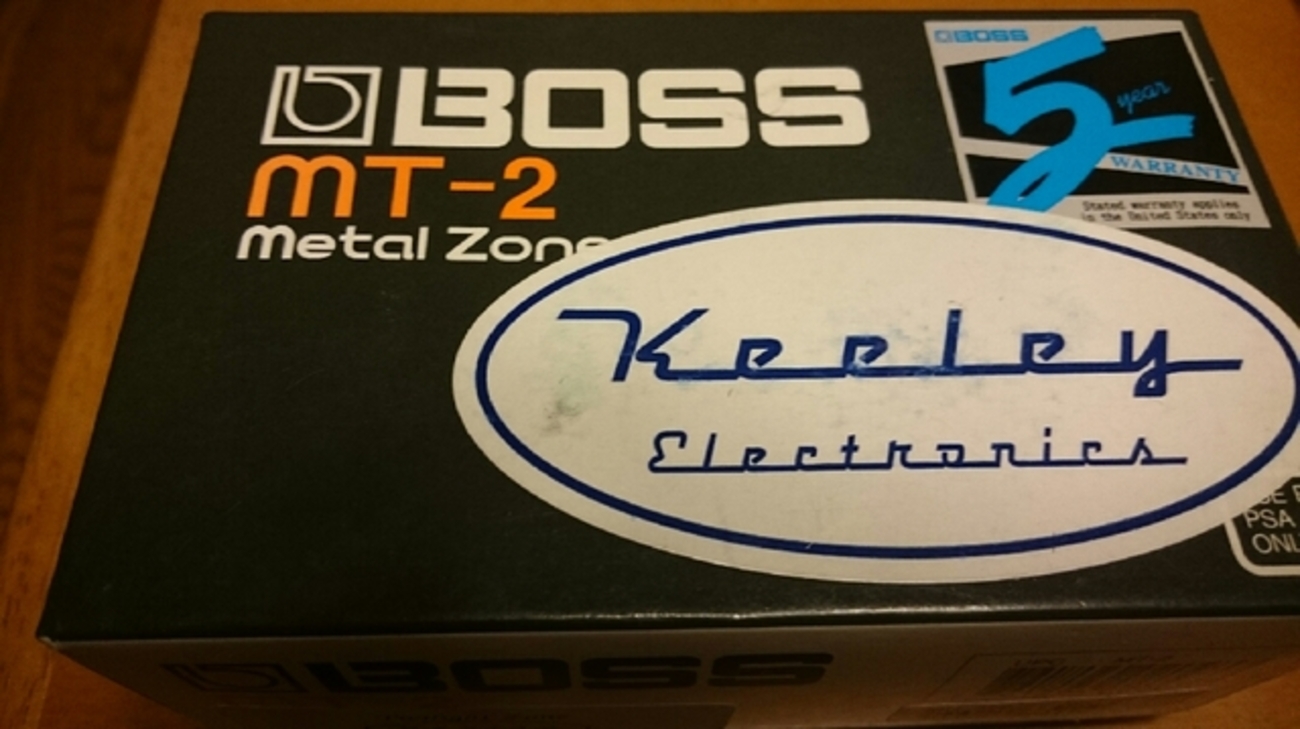 BOSS
MT-2
Metal Zone
BOSS
5
year
WARRANTY
Stated warranty applies
in the United States only
Keeley
Electronics
PSA
BOSS